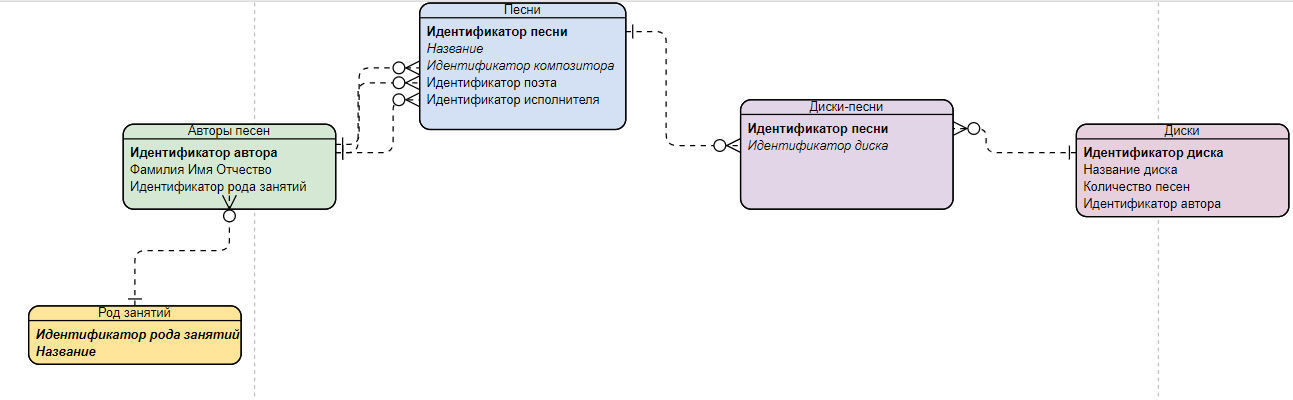 Песни
Идентификатор песни
Название
Идентификатор композитора
Идентификатор поэта
Идентификатор исполнителя
Диски-песни
Идентификатор песни
Идентификатор диска
Авторы песен
Идентификатор автора
Фамилия Имя Отчество
Идентификатор рода занятий
Диски
Идентификатор диска
Название диска
Количество песен
Идентификатор автора
Род занятий
Идентификатор рода занятий
Название